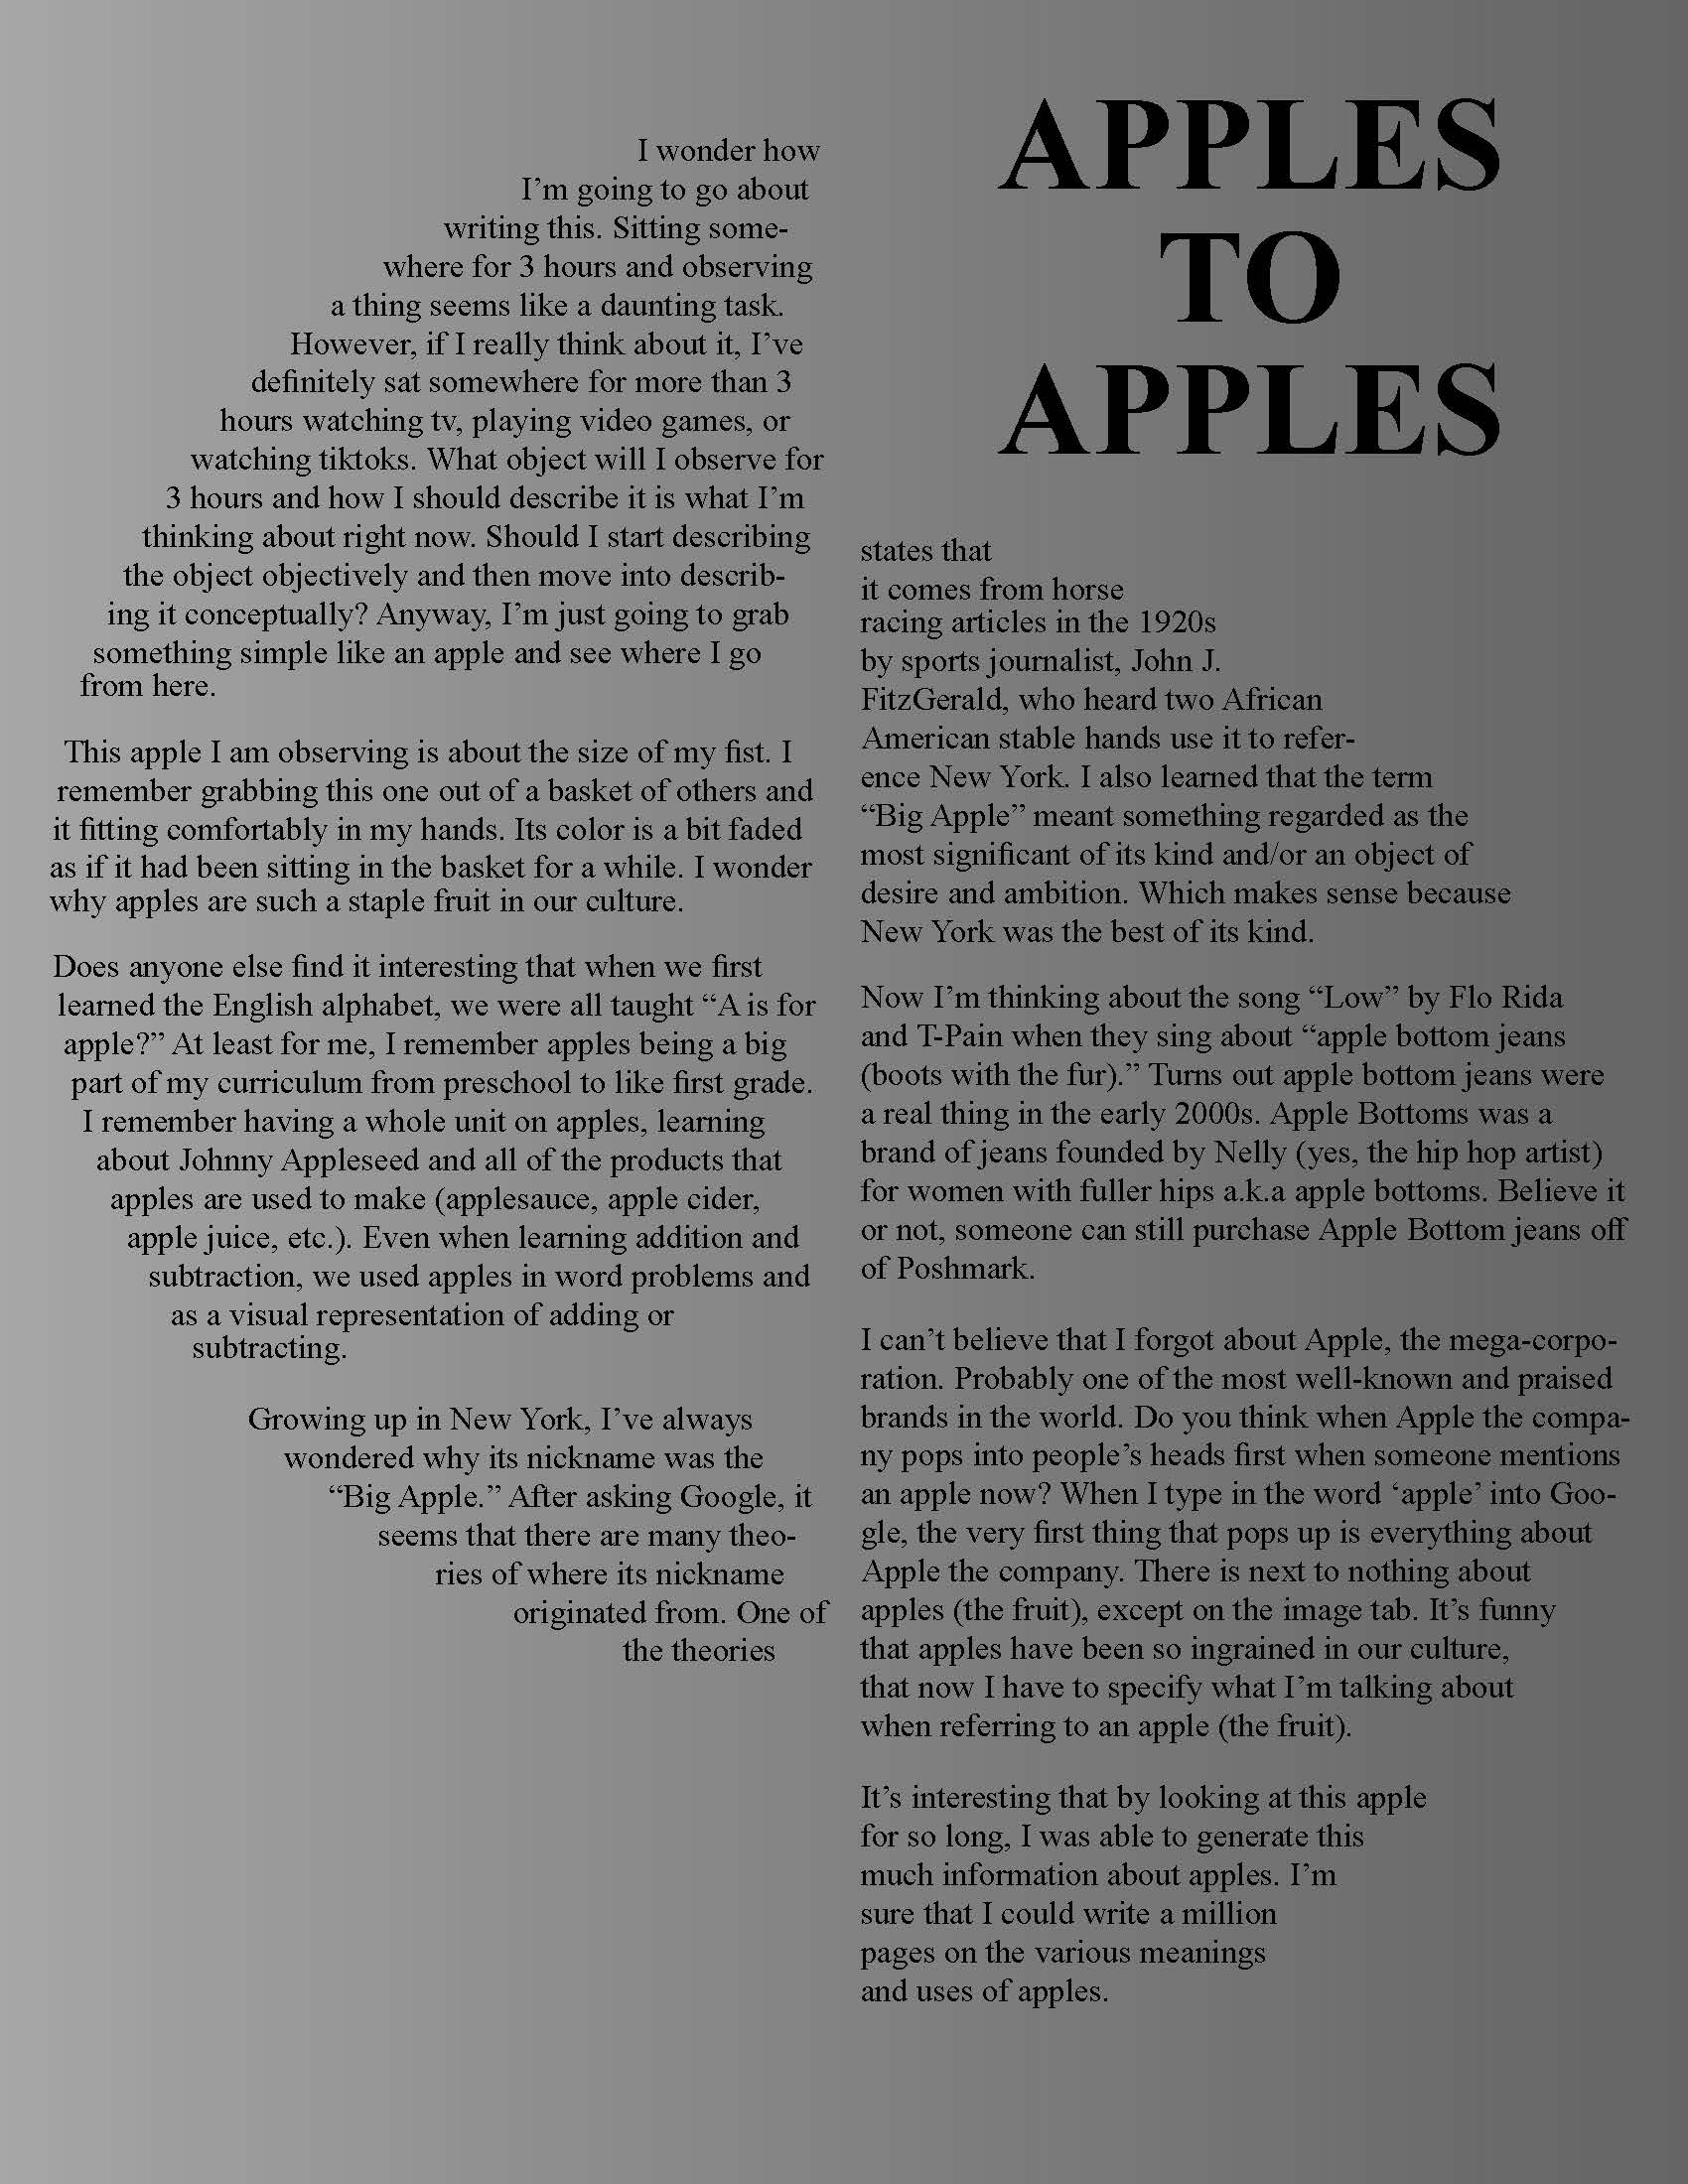 APPLES
TO
APPLES
I wonder how
I’m going to go about
writing this. Sitting some-
where for 3 hours and observing
a thing seems like a daunting task.
However, if I really think about it, I’ve
definitely sat somewhere for more than 3
hours watching tv, playing video games, or
watching tiktoks. What object will I observe for
3 hours and how I should describe it is what I’m
thinking about right now. Should I start describing
the object objectively and then move into describ-
ing it conceptually? Anyway, I’m just going to grab
something simple like an apple and see where I go
from here.
This apple I am observing is about the size of my fist. I
remember grabbing this one out of a basket of others and
it fitting comfortably in my hands. Its color is a bit faded
as if it had been sitting in the basket for a while. I wonder
why apples are such a staple fruit in our culture.
Does anyone else find it interesting that when we first
learned the English alphabet, we were all taught “A is for
apple?” At least for me, I remember apples being a big
part of my curriculum from preschool to like first grade.
I remember having a whole unit on apples, learning
about Johnny Appleseed and all of the products that
apples are used to make (applesauce, apple cider,
apple juice, etc.). Even when learning addition and
subtraction, we used apples in word problems and
as a visual representation of adding or
subtracting.
Growing up in New York, I’ve always
wondered why its nickname was the
“Big Apple.” After asking Google, it
seems that there are many theo-
ries of where its nickname
originated from. One of
the theories
states that
it comes from horse
racing articles in the 1920s
by sports journalist, John J.
FitzGerald, who heard two African
American stable hands use it to refer-
ence New York. I also learned that the term
“Big Apple” meant something regarded as the
most significant of its kind and/or an object of
desire and ambition. Which makes sense because
New York was the best of its kind.
Now I’m thinking about the song “Low” by Flo Rida
and T-Pain when they sing about “apple bottom jeans
(boots with the fur).” Turns out apple bottom jeans were
a real thing in the early 2000s. Apple Bottoms was a
brand of jeans founded by Nelly (yes, the hip hop artist)
for women with fuller hips a.k.a apple bottoms. Believe it
or not, someone can still purchase Apple Bottom jeans off
of Poshmark.
I can’t believe that I forgot about Apple, the mega-corpo-
ration. Probably one of the most well-known and praised
brands in the world. Do you think when Apple the compa-
ny pops into people’s heads first when someone mentions
an apple now? When I type in the word ‘apple’ into Goo-
gle, the very first thing that pops up is everything about
Apple the company. There is next to nothing about
apples (the fruit), except on the image tab. It’s funny
that apples have been so ingrained in our culture,
that now I have to specify what I’m talking about
when referring to an apple (the fruit).
It’s interesting that by looking at this apple
for so long, I was able to generate this
much information about apples. I’m
sure that I could write a million
pages on the various meanings
and uses of apples.